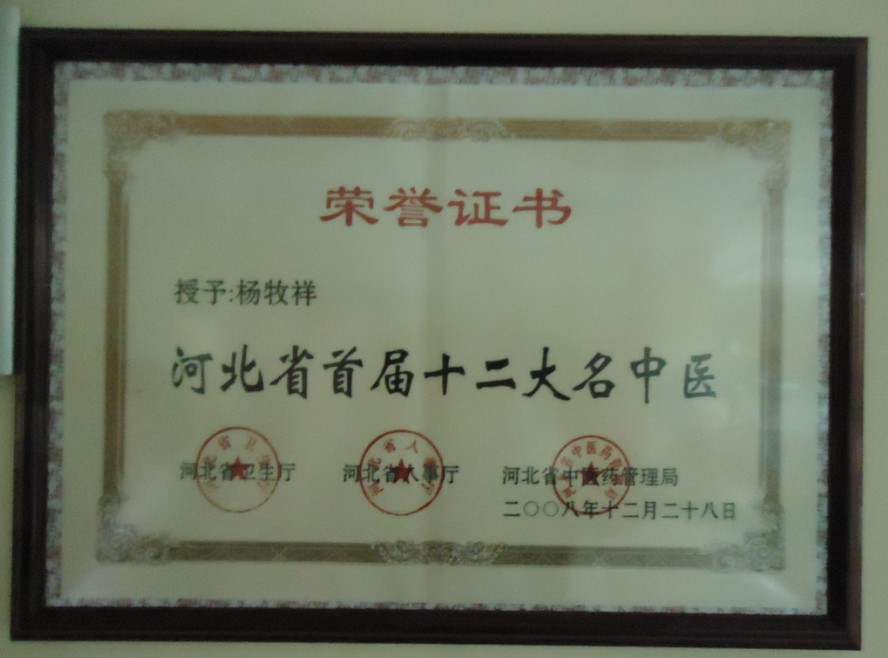 荣誉证书
授予:杨牧祥
河北省首届十二大名中医
河北省卫生厅 河北省人事厅 河北省中医药管理局
二〇〇八年十二月二十八日